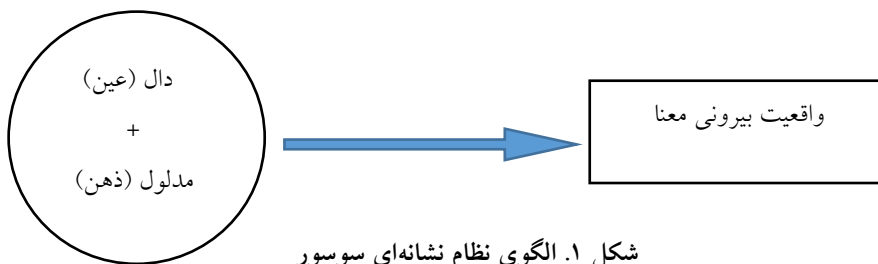 دال (عین)
+
مدلول (ذهن)
واقعیت بیرونی معنا
شکل ۱. الگوی نظام نشانه‌ای سوسور